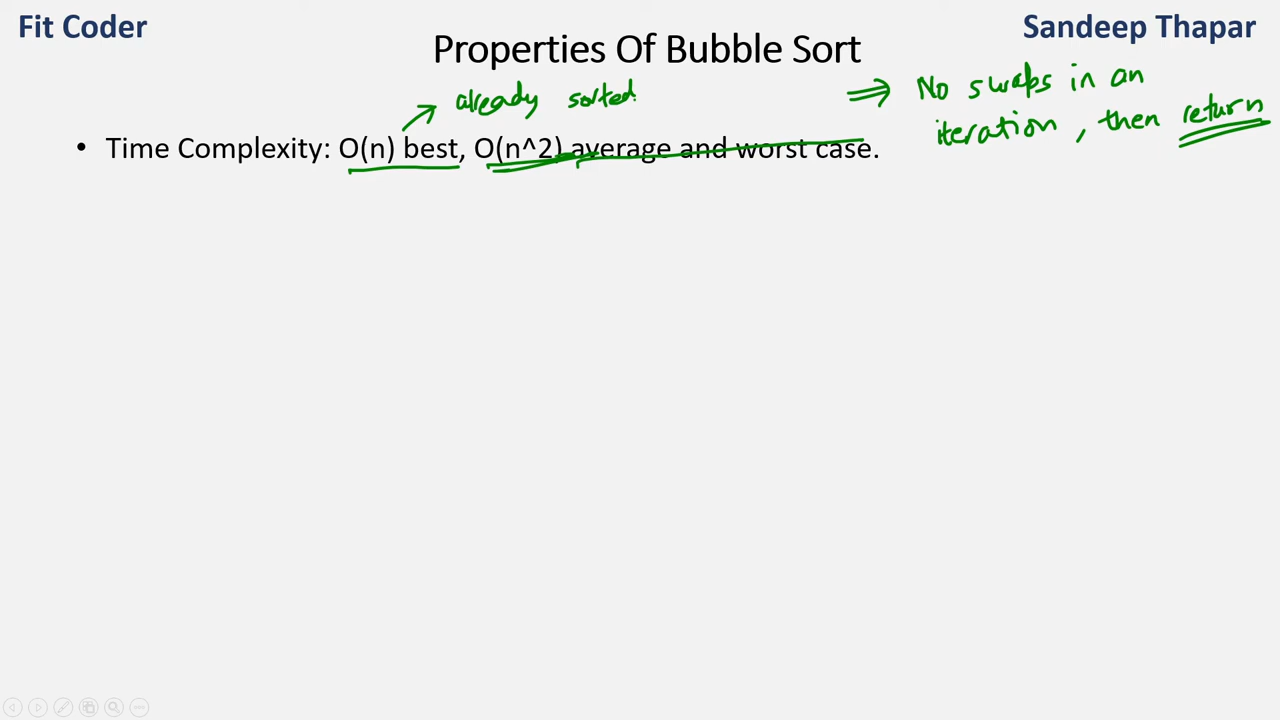 Fit Coder
Sandeep Thapar
Properties Of Bubble Sort
already sorted
No swaps in an
iteration, then return
• Time Complexity: O(n) best, O(n^2) average and worst case.